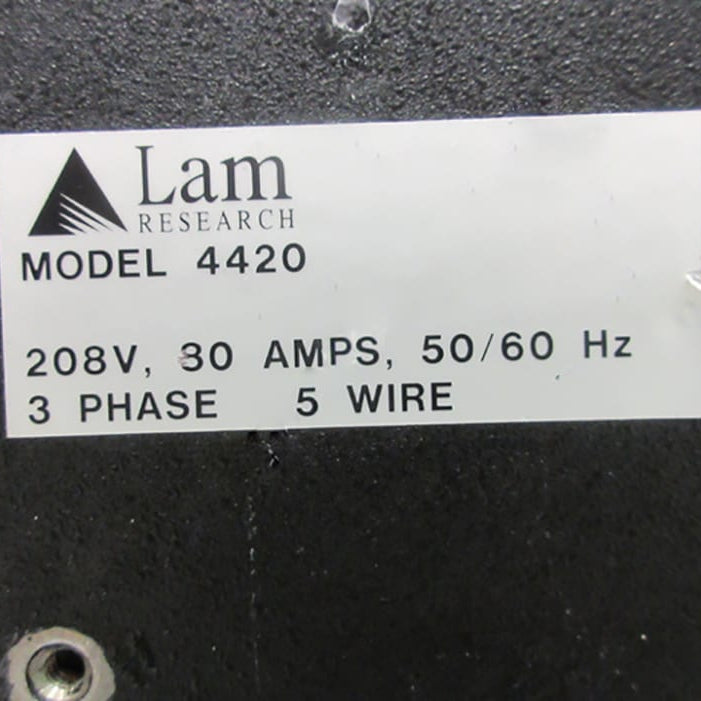 Lam
RESEARCH
MODEL 4420
208V, 30 AMPS, 50/60 Hz
3 PHASE 5 WIRE